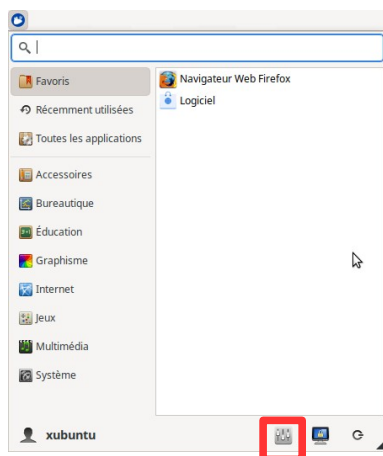 Favoris
Navigateur Web Firefox
Récemment utilisées
Logiciel
Toutes les applications
Accessoires
Bureautique
Éducation
Graphisme
Internet
Jeux
Multimédia
Système
xubuntu